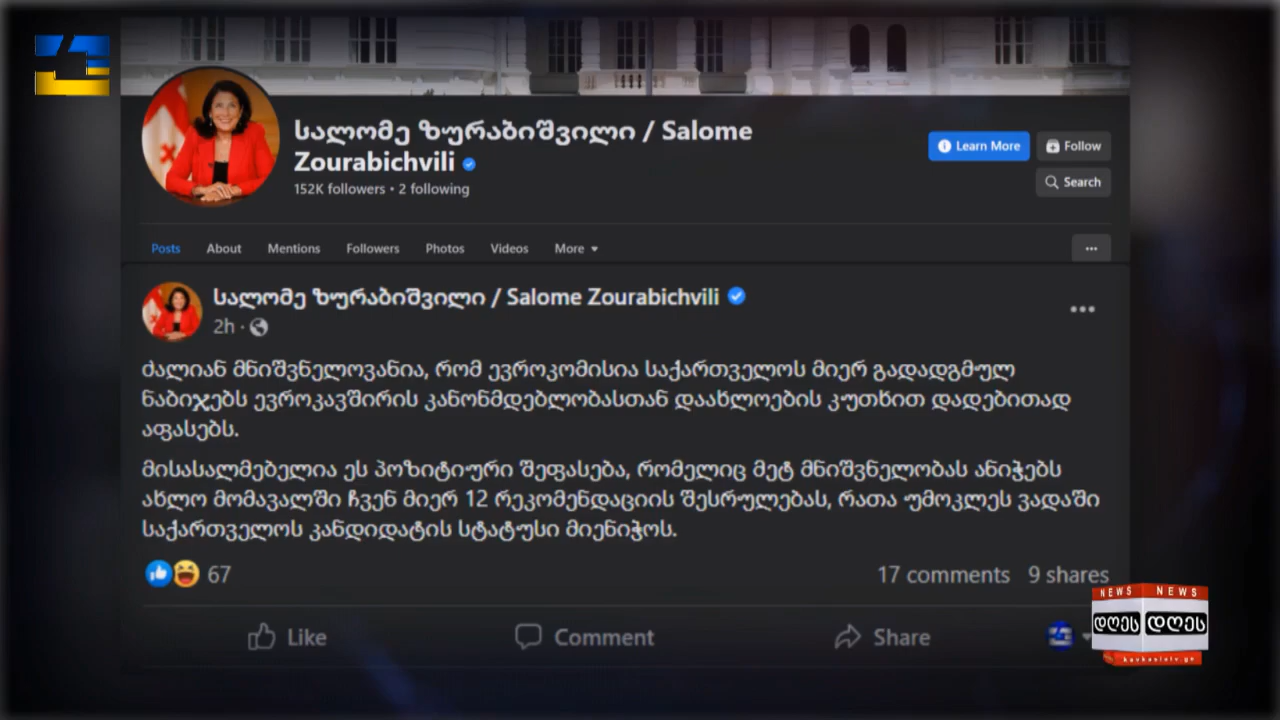 სალომე ზურაბიშვილი / Salome
Zourabichvili
152K followers • 2 following
Learn More
Follow
Search
Posts
About
Mentions
Followers
Photos
Videos
More
სალომე ზურაბიშვილი / Salome Zourabichvili
2h ·
ძალიან მნიშვნელოვანია, რომ ევროკომისია საქართველოს მიერ გადადგმულ
ნაბიჯებს ევროკავშირის კანონმდებლობასთან დაახლოების კუთხით დადებითად
აფასებს.
მისასალმებელია ეს პოზიტიური შეფასება, რომელიც მეტ მნიშვნელობას ანიჭებს
ახლო მომავალში ჩვენ მიერ 12 რეკომენდაციის შესრულებას, რათა უმოკლეს ვადაში
საქართველოს კანდიდატის სტატუსი მიენიჭოს.
67
17 comments 9 shares
Like
Comment
Share
NEWS NEWS
დღეს დღეს
kavkasiatv.ge